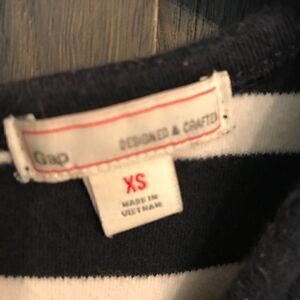 Gap
DESIGNED & CRAFTED
XS
MADE IN
VIETNAM